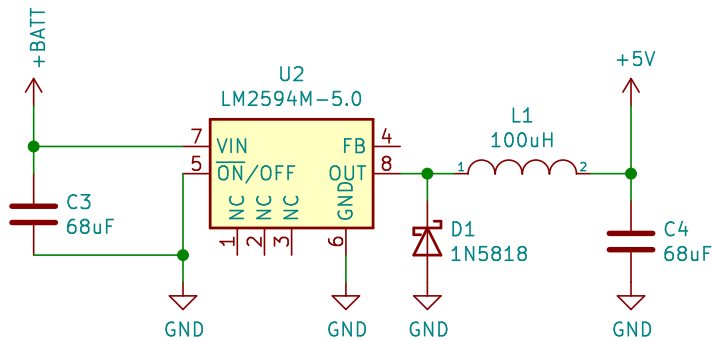 +BATT
U2
LM2594M-5.0
7
VIN
5
ON/OFF
FB
4
OUT
8
NC
NC
NC
GND
1
2
3
6
C3
68uF
GND
GND
D1
1N5818
GND
L1
100uH
1
2
+5V
C4
68uF
GND